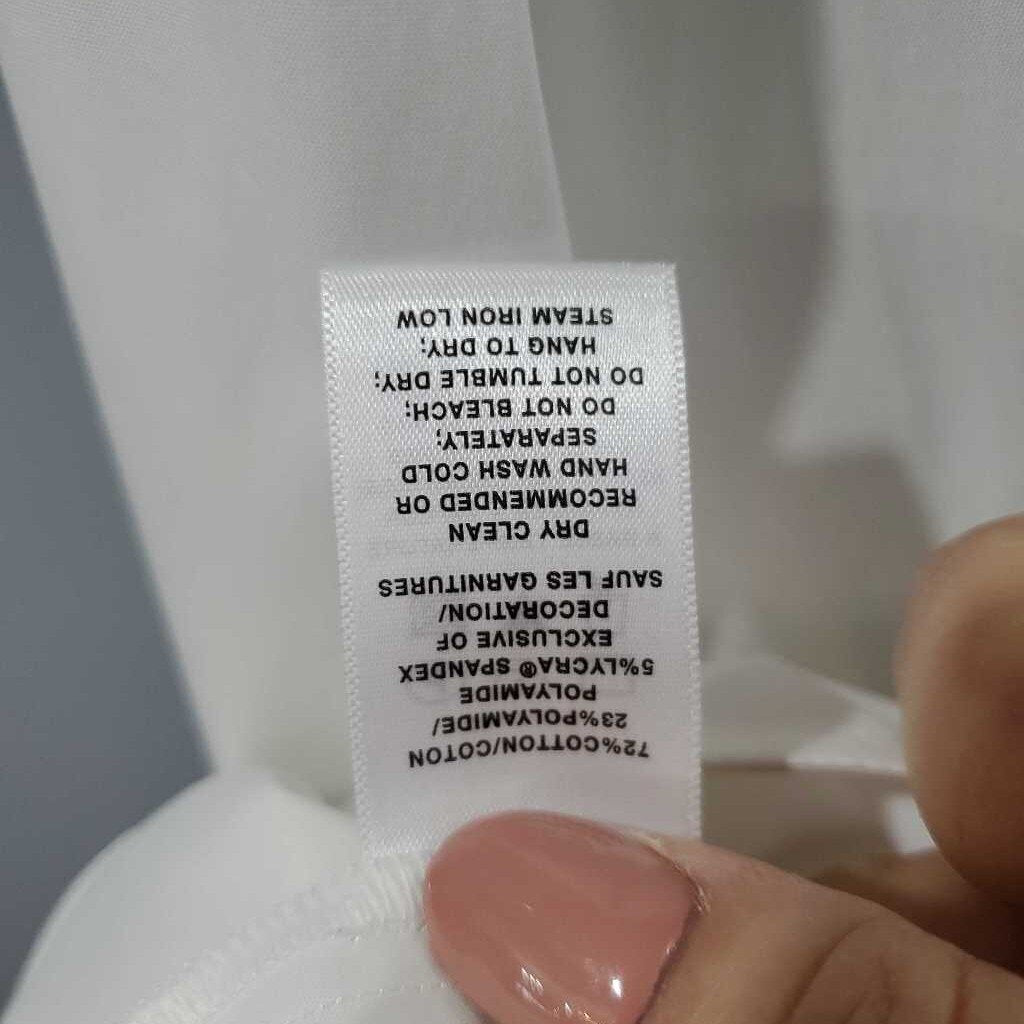 72%COTTON/COTON
23%POLYAMIDE/
POLYAMIDE
5%LYCRA® SPANDEX
EXCLUSIVE OF
DECORATION/
SAUF LES GARNITURES
DRY CLEAN
RECOMMENDED OR
HAND WASH COLD
SEPARATELY;
DO NOT BLEACH;
DO NOT TUMBLE DRY;
HANG TO DRY;
STEAM IRON LOW